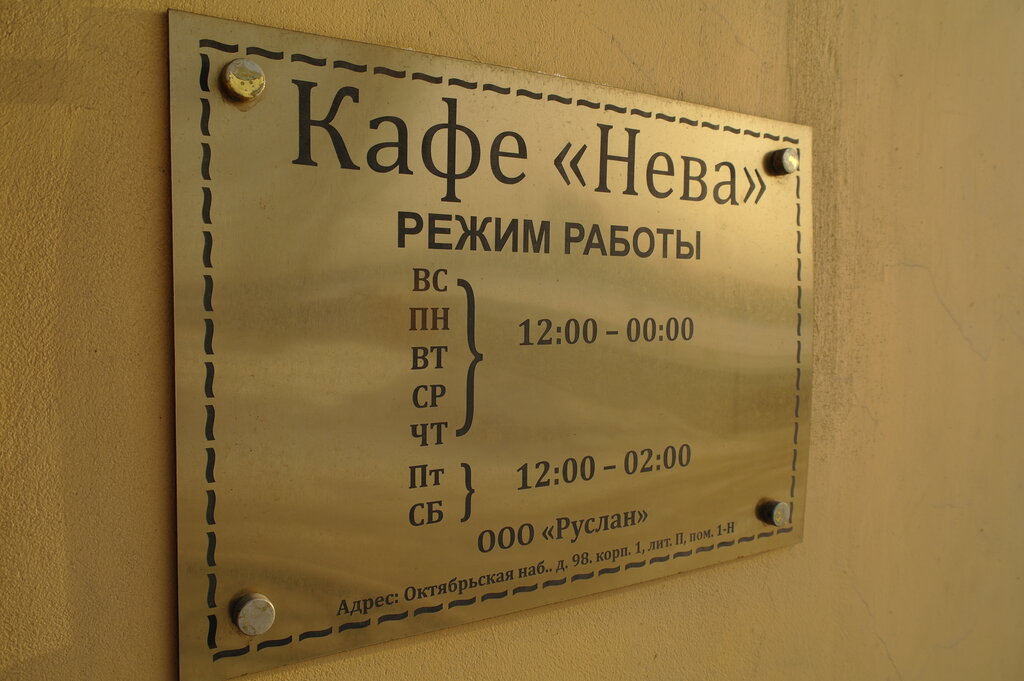 Кафе «Нева»
РЕЖИМ РАБОТЫ
ВС
ПН
ВТ
СР
ЧТ
12:00 – 00:00
Пт
СБ
12:00 – 02:00
ООО «Руслан»
Адрес: Октябрьская наб.. д. 98. корп. 1, лит. П, пом. 1-Н